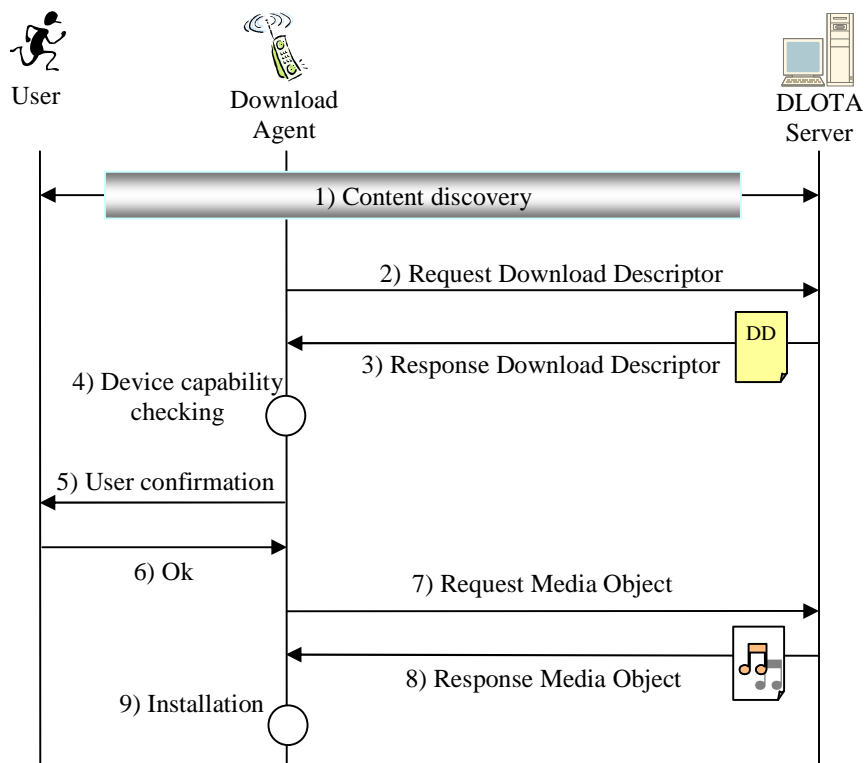 User
Download
Agent
DLOTA
Server
1) Content discovery
2) Request Download Descriptor
DD
3) Response Download Descriptor
4) Device capability
checking
5) User confirmation
6) Ok
7) Request Media Object
8) Response Media Object
9) Installation